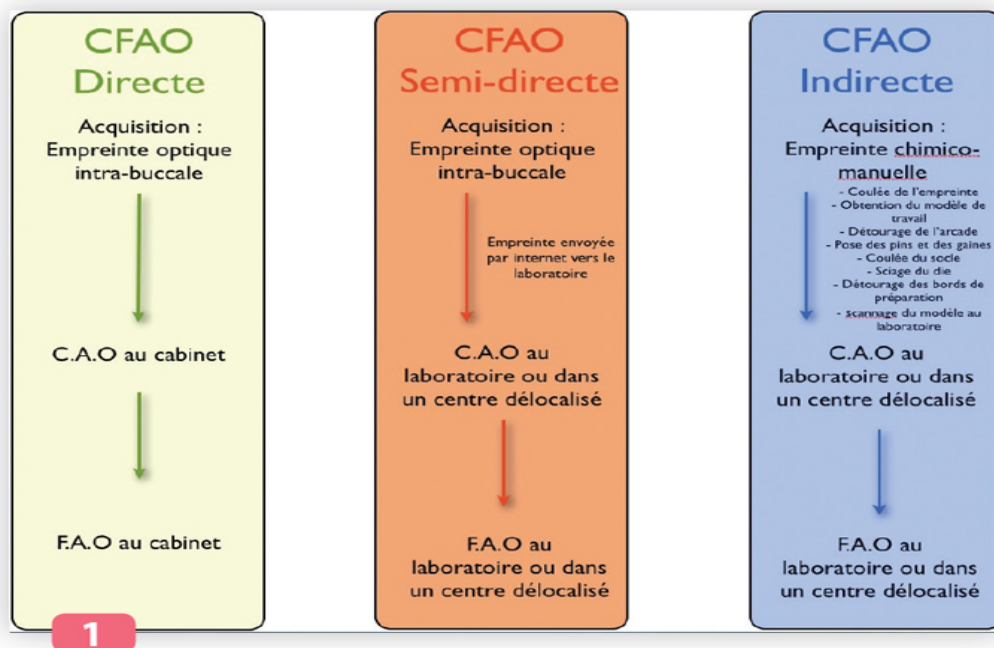 CFAO
Directe
Acquisition :
Empreinte optique
intra-buccale
C.A.O au cabinet
F.A.O au cabinet
CFAO
Semi-directe
Acquisition :
Empreinte optique
intra-buccale
Empreinte envoyée
par internet vers le
laboratoire
C.A.O au
laboratoire ou dans
un centre délocalisé
F.A.O au
laboratoire ou dans
un centre délocalisé
CFAO
Indirecte
Acquisition :
Empreinte chimico-
manuelle
- Coulée de l'empreinte
- Obtention du modèle de
travail
- Détourage de l'arcade
- Pose des pins et des gaines
- Coulée du socle
- Sciage du die
- Détourage des bords de
préparation
- scannage du modèle au
laboratoire
C.A.O au
laboratoire ou dans
un centre délocalisé
F.A.O au
laboratoire ou dans
un centre délocalisé
1